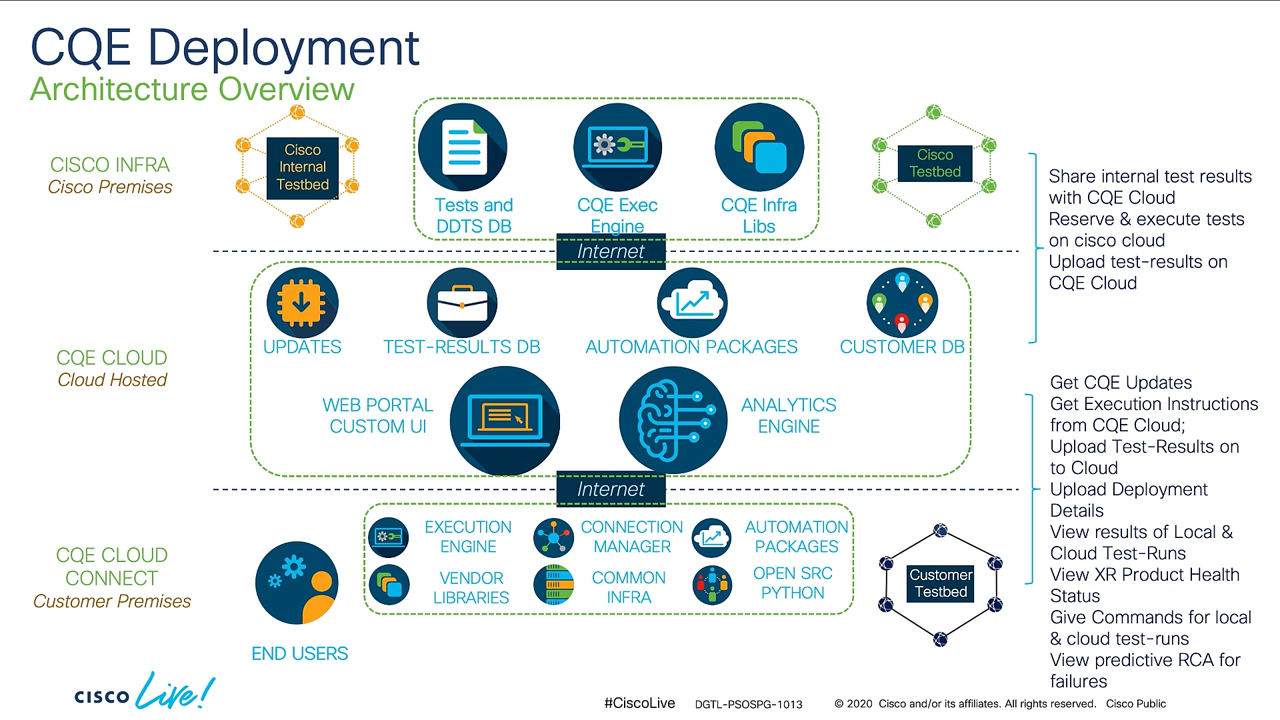 CQE Deployment
Architecture Overview
CISCO INFRA
Cisco Premises
Cisco
Internal
Testbed
Tests and
DDTS DB
CQE Exec
Engine
CQE Infra
Libs
Cisco
Testbed
Share internal test results
with CQE Cloud
Reserve & execute tests
on cisco cloud
Upload test-results on
CQE Cloud
Internet
UPDATES
TEST-RESULTS DB
AUTOMATION PACKAGES
CUSTOMER DB
CQE CLOUD
Cloud Hosted
WEB PORTAL
CUSTOM UI
ANALYTICS
ENGINE
Get CQE Updates
Get Execution Instructions
from CQE Cloud;
Upload Test-Results on
to Cloud
Upload Deployment
Details
View results of Local &
Cloud Test-Runs
View XR Product Health
Status
Give Commands for local
& cloud test-runs
View predictive RCA for
failures
Internet
CQE CLOUD
CONNECT
Customer Premises
END USERS
EXECUTION
ENGINE
CONNECTION
MANAGER
AUTOMATION
PACKAGES
VENDOR
LIBRARIES
COMMON
INFRA
OPEN SRC
PYTHON
Customer
Testbed
CISCO Live!
#CiscoLive
DGTL-PSOSPG-1013
© 2020 Cisco and/or its affiliates. All rights reserved. Cisco Public